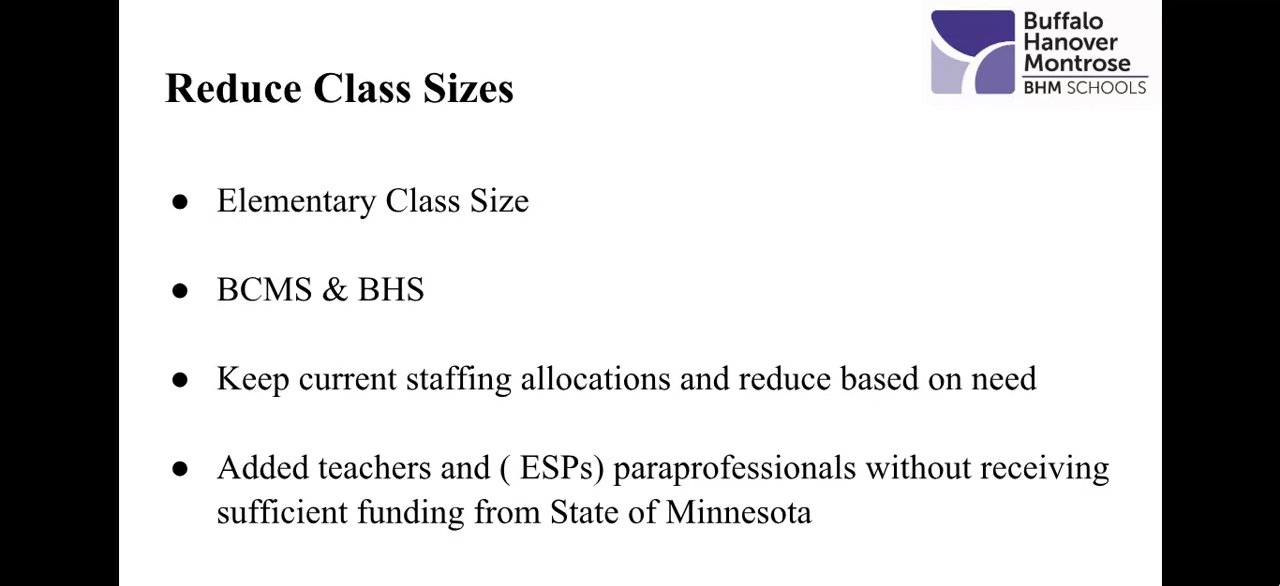 Buffalo
Hanover
Montrose
BHM SCHOOLS
Reduce Class Sizes
● Elementary Class Size
● BCMS & BHS
● Keep current staffing allocations and reduce based on need
● Added teachers and ( ESPs) paraprofessionals without receiving
sufficient funding from State of Minnesota